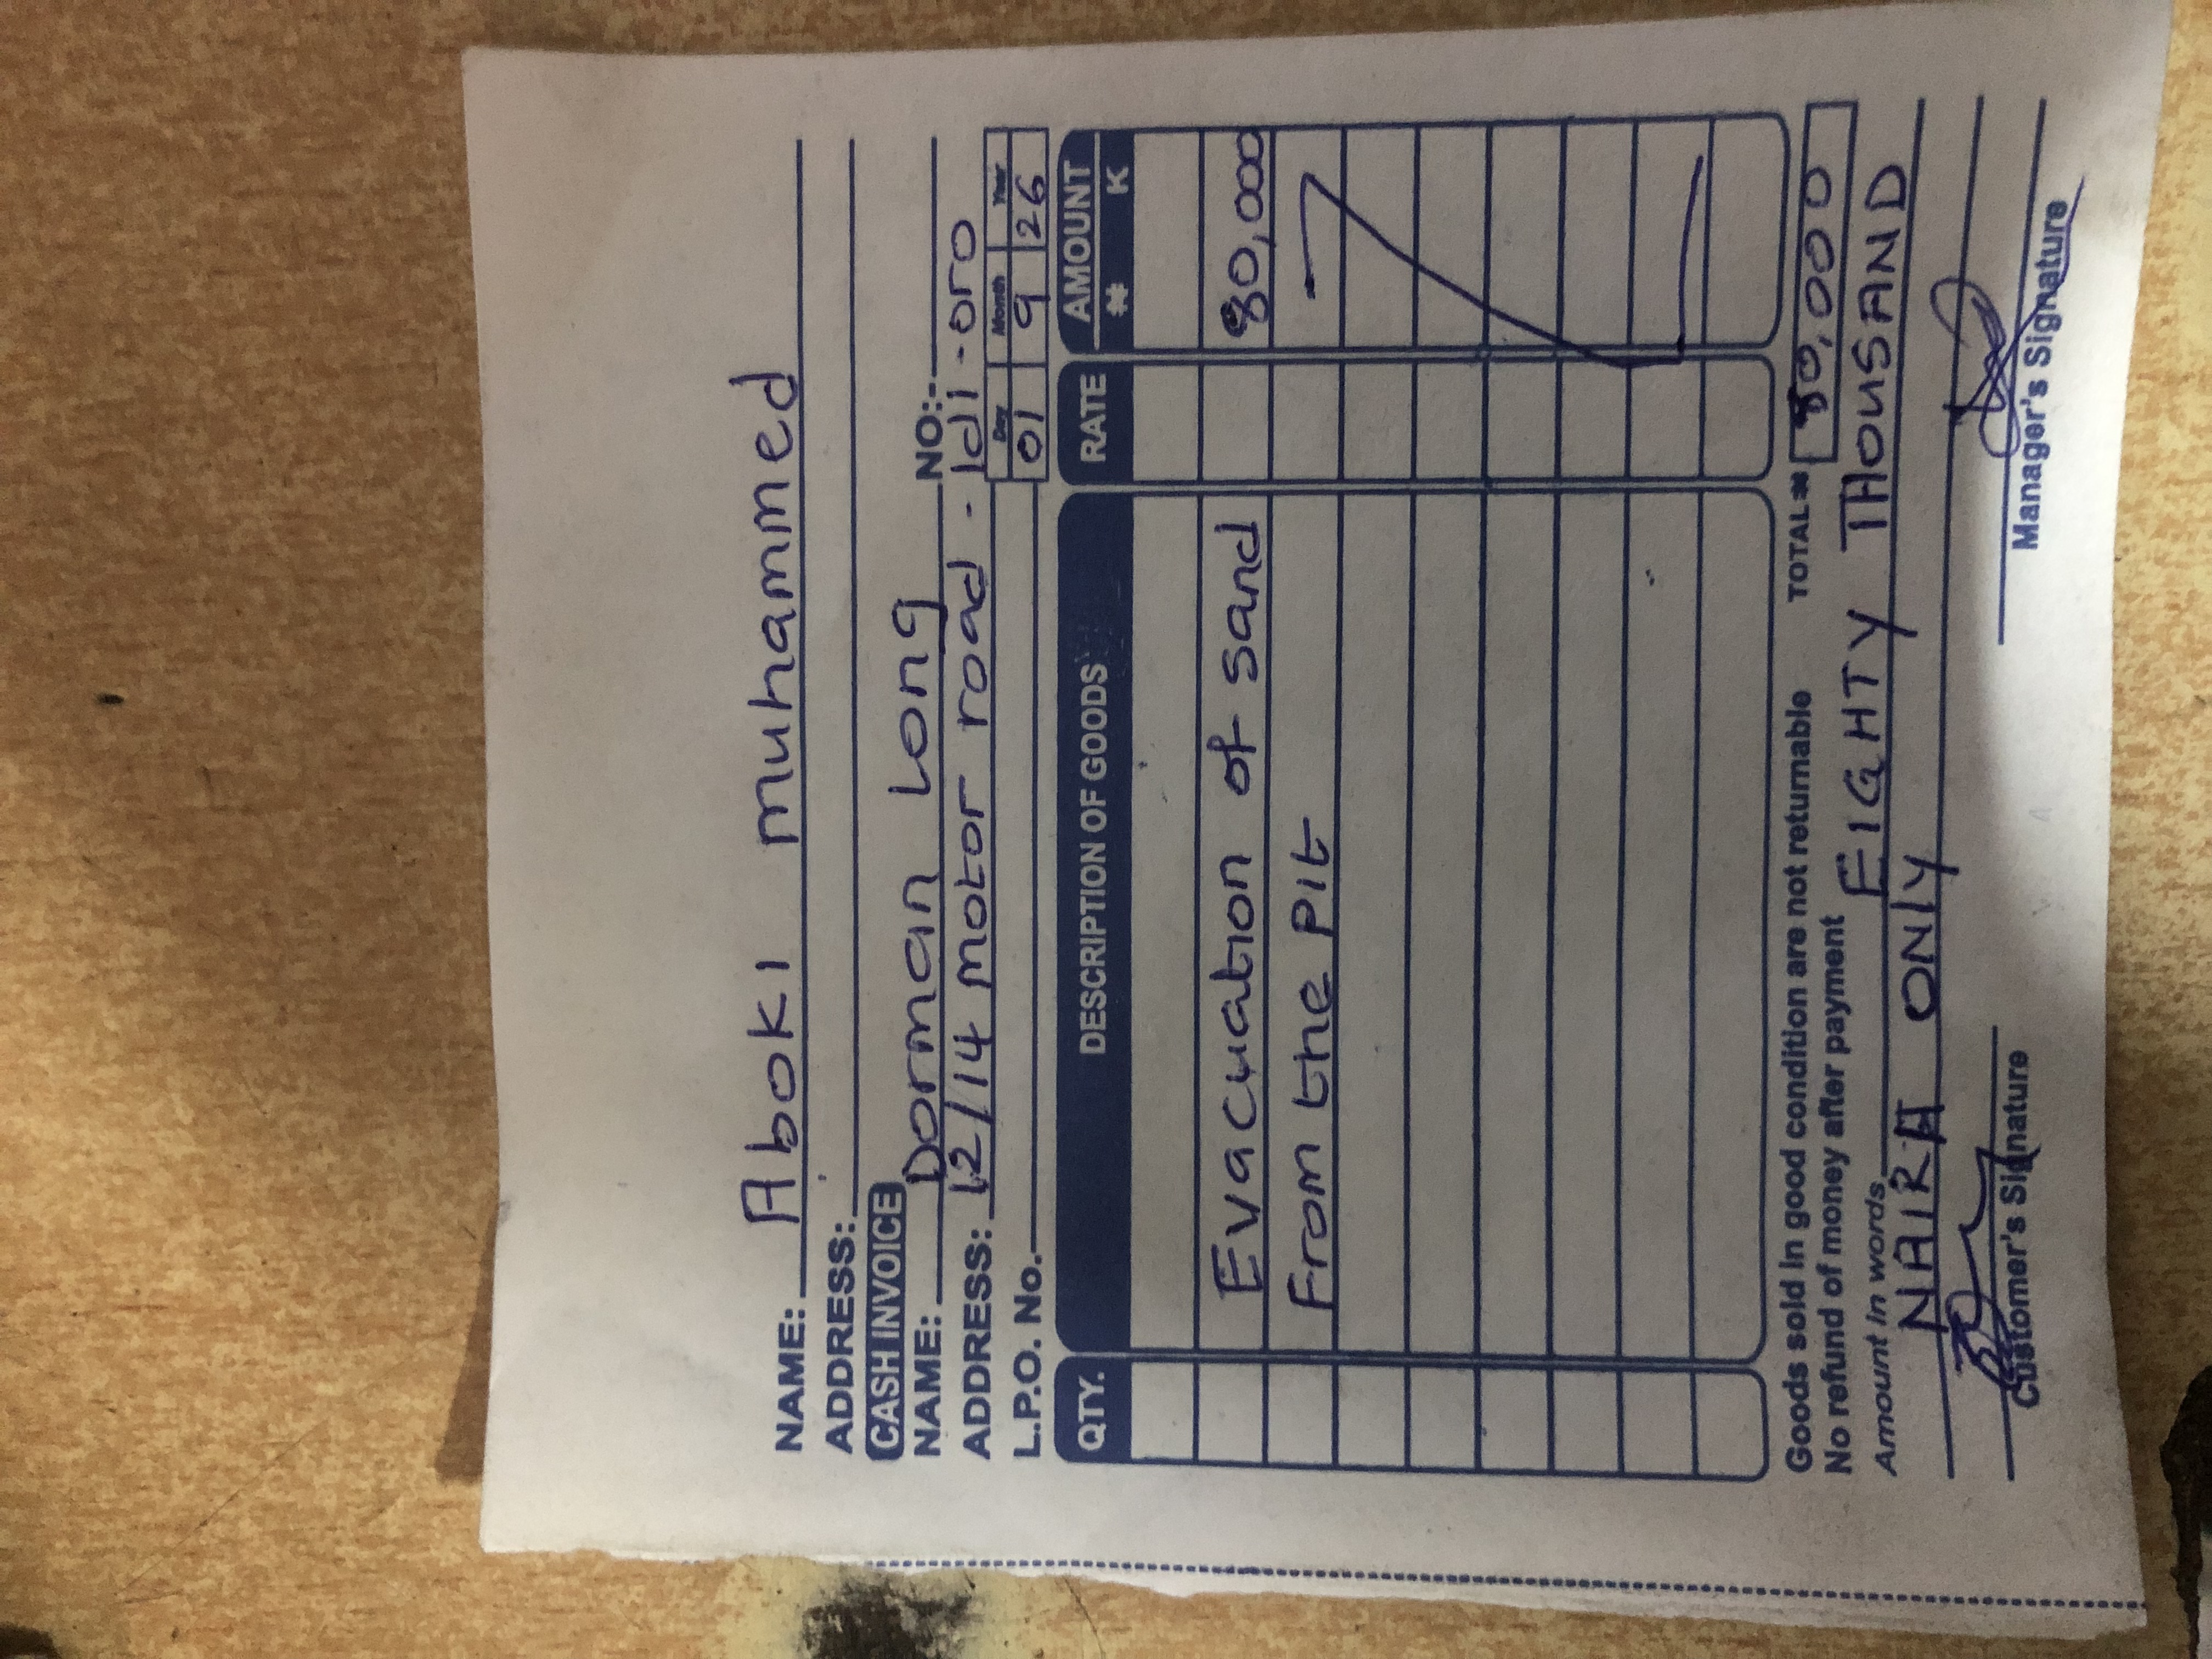 NAME: Aboki muhammed
ADDRESS:
CASH INVOICE
NAME: Dorman Long NO:-
ADDRESS: 12/14 motor road - Idi-oro
Day Month Year
L.P.O. No. 01 9 26
QTY. DESCRIPTION OF GOODS RATE AMOUNT
₦ K
Evacuation of sand 80,000
From the Pit
Goods sold in good condition are not returnable TOTAL ₦ 80,000
No refund of money after payment
Amount in words EIGHTY THOUSAND
NAIRA ONLY
Customer's Signature Manager's Signature